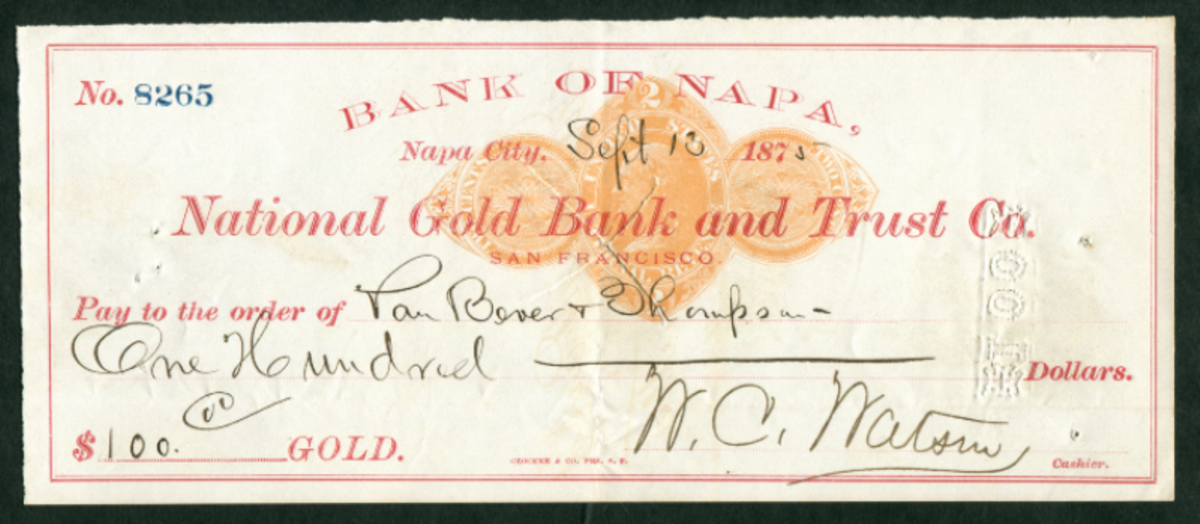 No. 8265
BANK OF NAPA,
Napa City, Sept 13 1875
National Gold Bank and Trust Co.
SAN FRANCISCO.
Pay to the order of Van Bever & Thompson
One Hundred Dollars.
$100.00 GOLD.
W. C. Watson
Cashier.